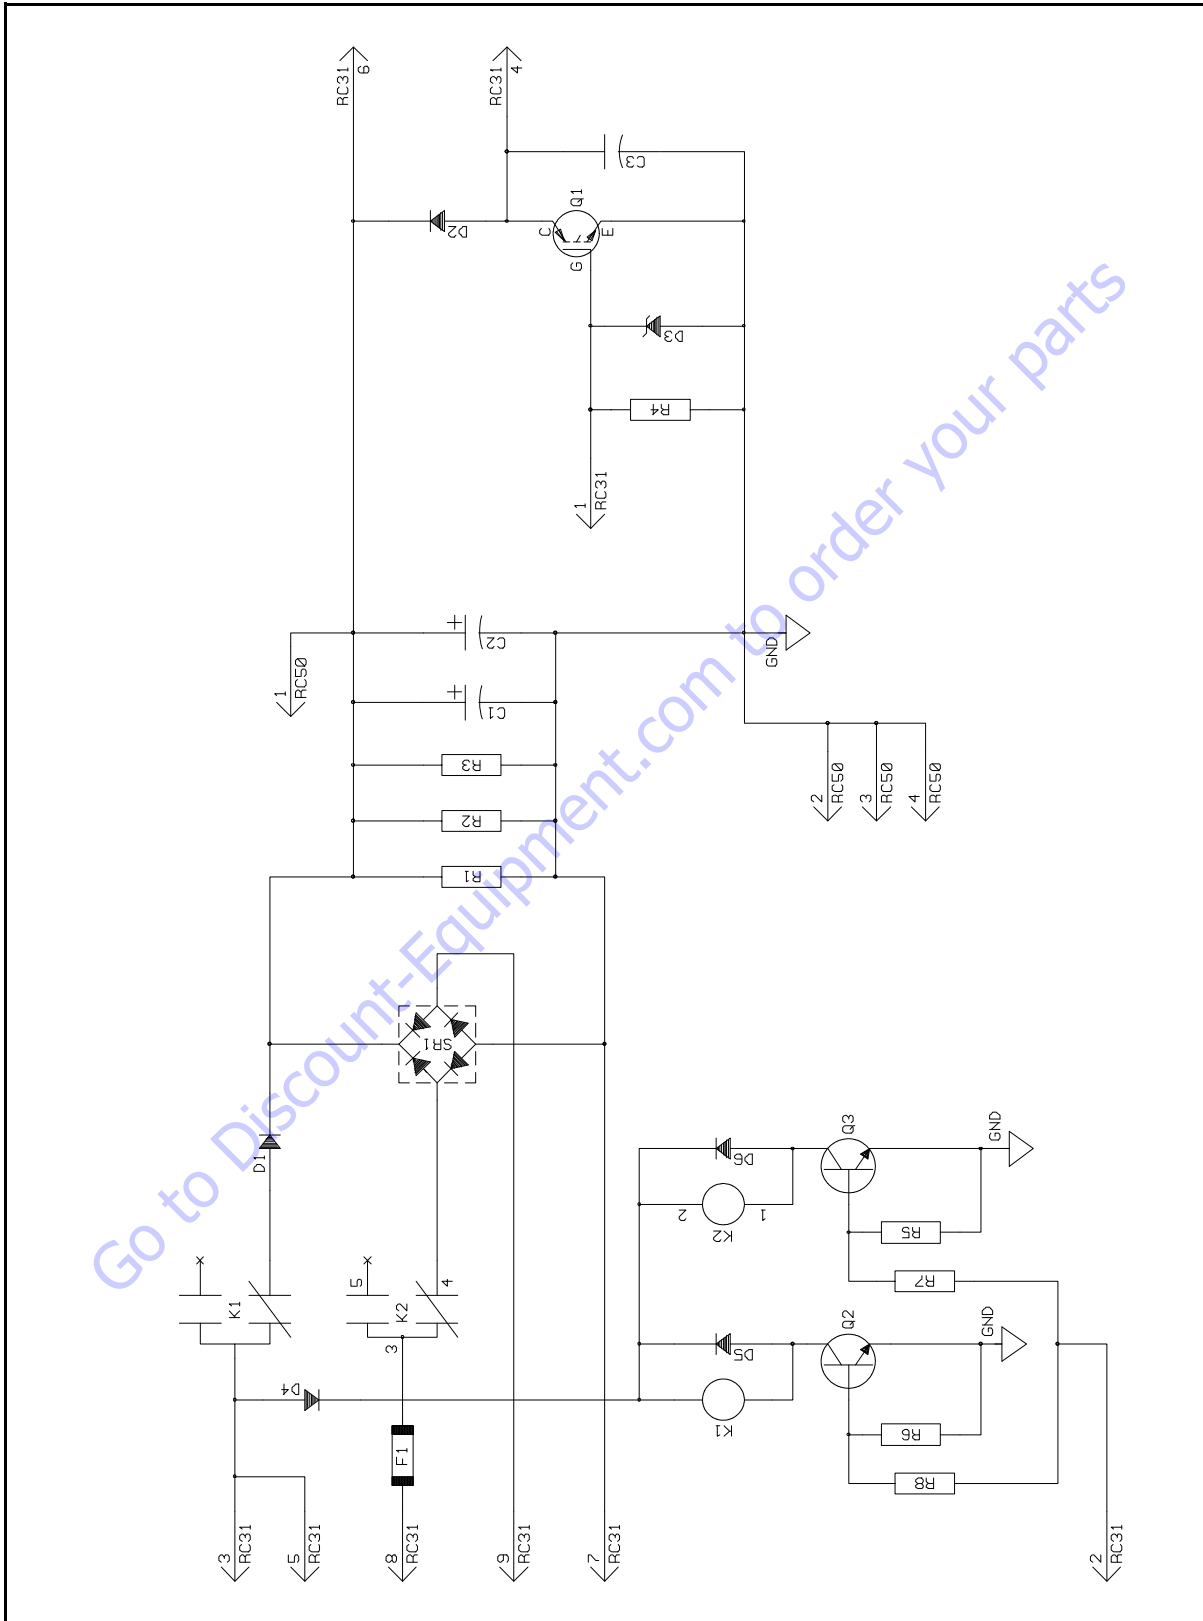 RC31 6
RC31 4
C3
Q1
D2
C
E
G
D3
R4
1 RC31
1 RC50
C2
GND
C1
R3
2 RC50
3 RC50
4 RC50
R2
R1
SR1
D1
Q3
GND
D6
K2
2
1
R5
R7
K1
5
K2
4
3
Q2
GND
D5
K1
D4
R6
R8
F1
3 RC31
5 RC31
8 RC31
9 RC31
7 RC31
2 RC31
Go to Discount-Equipment.com to order your parts